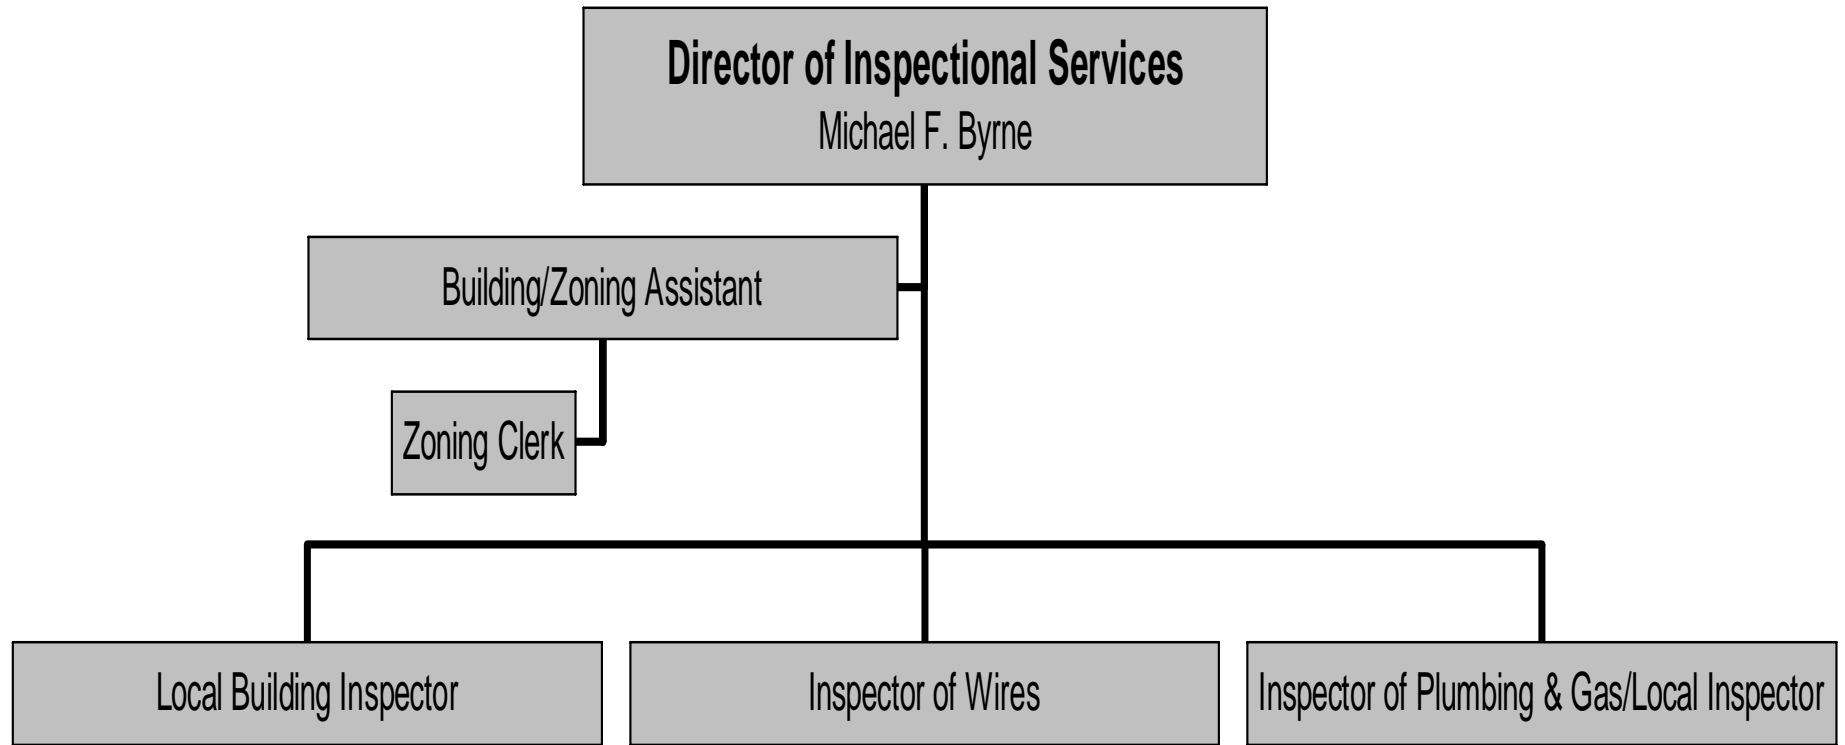 Director of Inspectional Services
Michael F. Byrne
Building/Zoning Assistant
Zoning Clerk
Local Building Inspector
Inspector of Wires
Inspector of Plumbing & Gas/Local Inspector